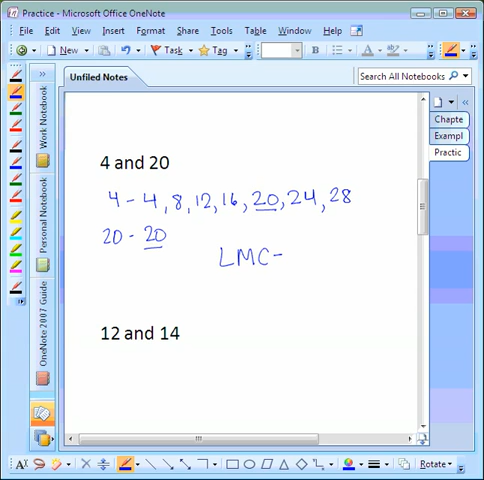 Practice - Microsoft Office OneNote
File Edit View Insert Format Share Tools Table Window Help
New Task Tag B A
Unfiled Notes
Search All Notebooks
Work Notebook
Personal Notebook
OneNote 2007 Guide
Chapte
Exampl
Practic
4 and 20
4 - 4, 8, 12, 16, 20, 24, 28
20 - 20
LMC -
12 and 14
A Rotate